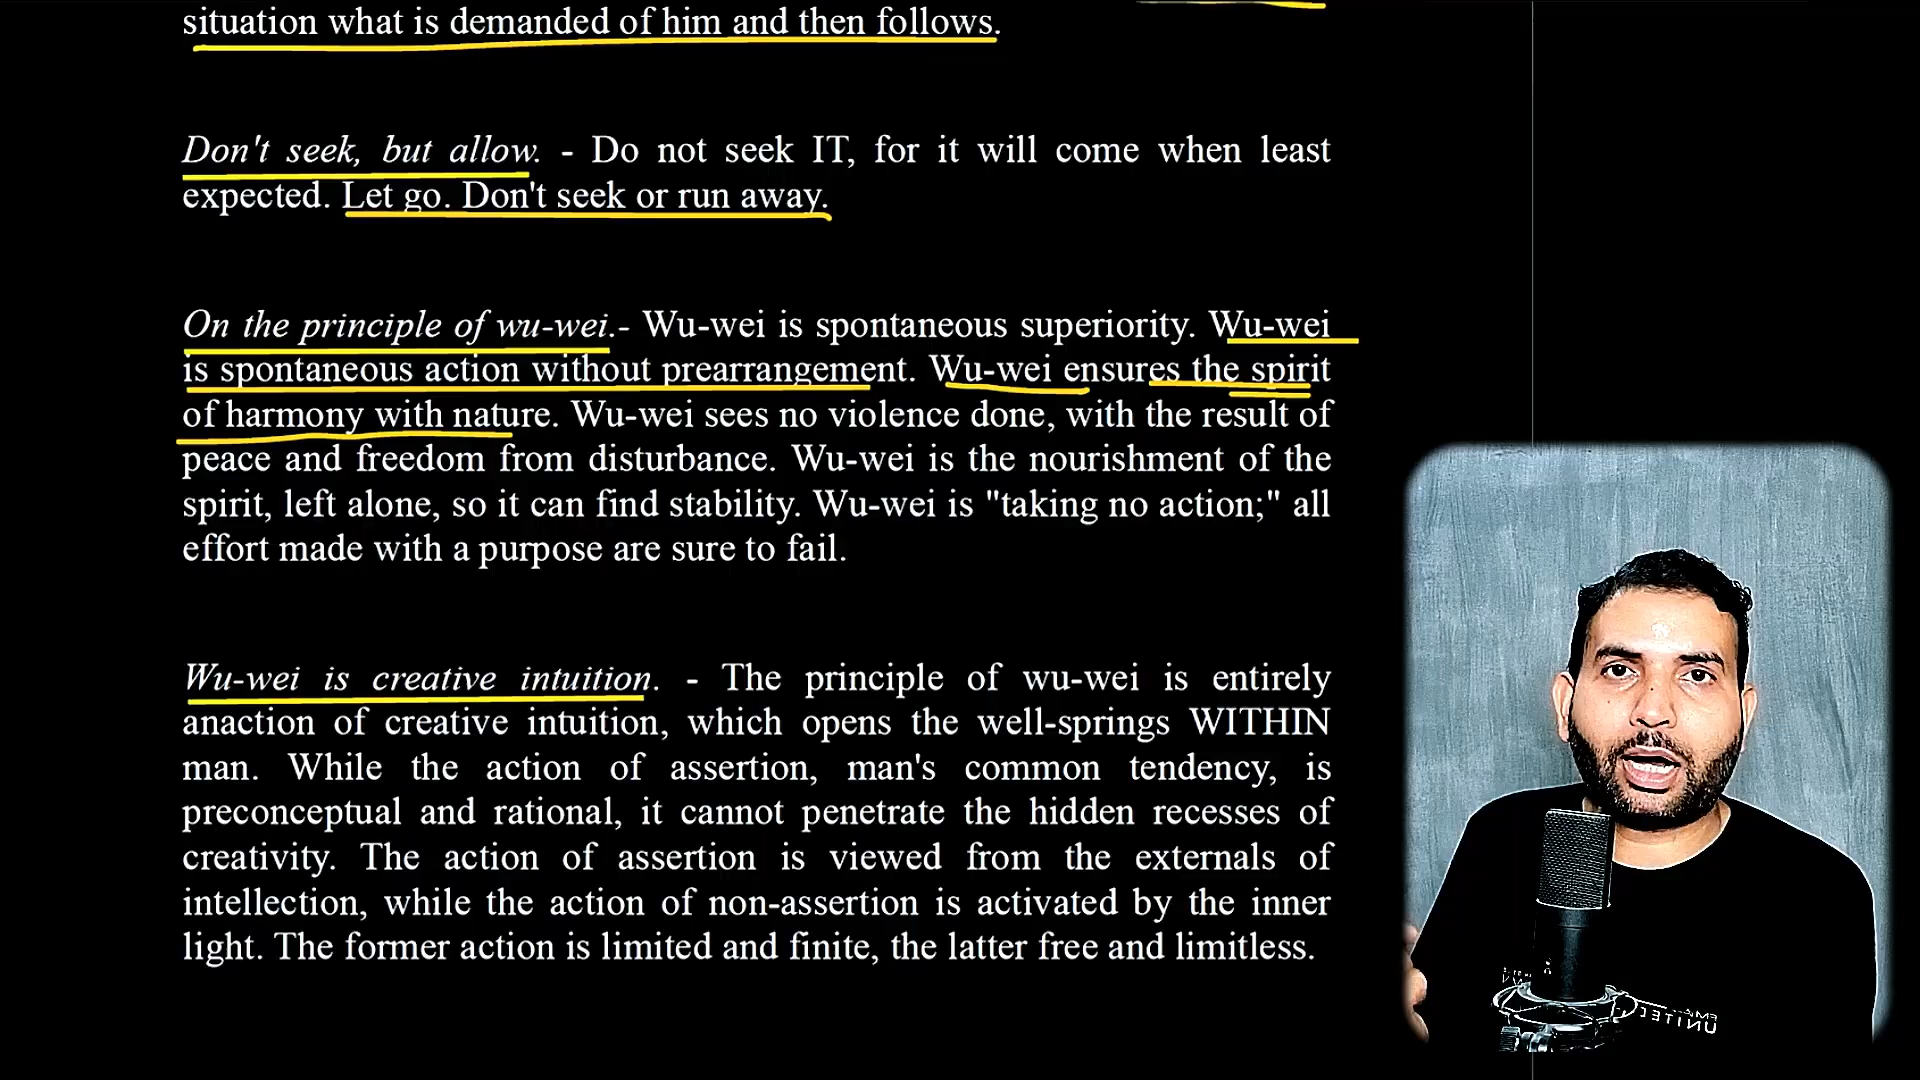 situation what is demanded of him and then follows.
Don't seek, but allow. - Do not seek IT, for it will come when least
expected. Let go. Don't seek or run away.
On the principle of wu-wei.- Wu-wei is spontaneous superiority. Wu-wei
is spontaneous action without prearrangement. Wu-wei ensures the spirit
of harmony with nature. Wu-wei sees no violence done, with the result of
peace and freedom from disturbance. Wu-wei is the nourishment of the
spirit, left alone, so it can find stability. Wu-wei is "taking no action;" all
effort made with a purpose are sure to fail.
Wu-wei is creative intuition. - The principle of wu-wei is entirely
anaction of creative intuition, which opens the well-springs WITHIN
man. While the action of assertion, man's common tendency, is
preconceptual and rational, it cannot penetrate the hidden recesses of
creativity. The action of assertion is viewed from the externals of
intellection, while the action of non-assertion is activated by the inner
light. The former action is limited and finite, the latter free and limitless.
UNITED